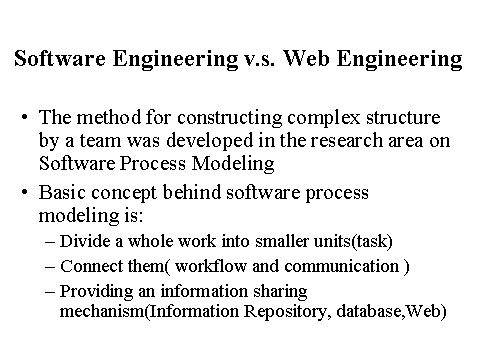 Software Engineering v.s. Web Engineering
• The method for constructing complex structure
by a team was developed in the research area on
Software Process Modeling
• Basic concept behind software process
modeling is:
– Divide a whole work into smaller units(task)
– Connect them( workflow and communication )
– Providing an information sharing
mechanism(Information Repository, database,Web)